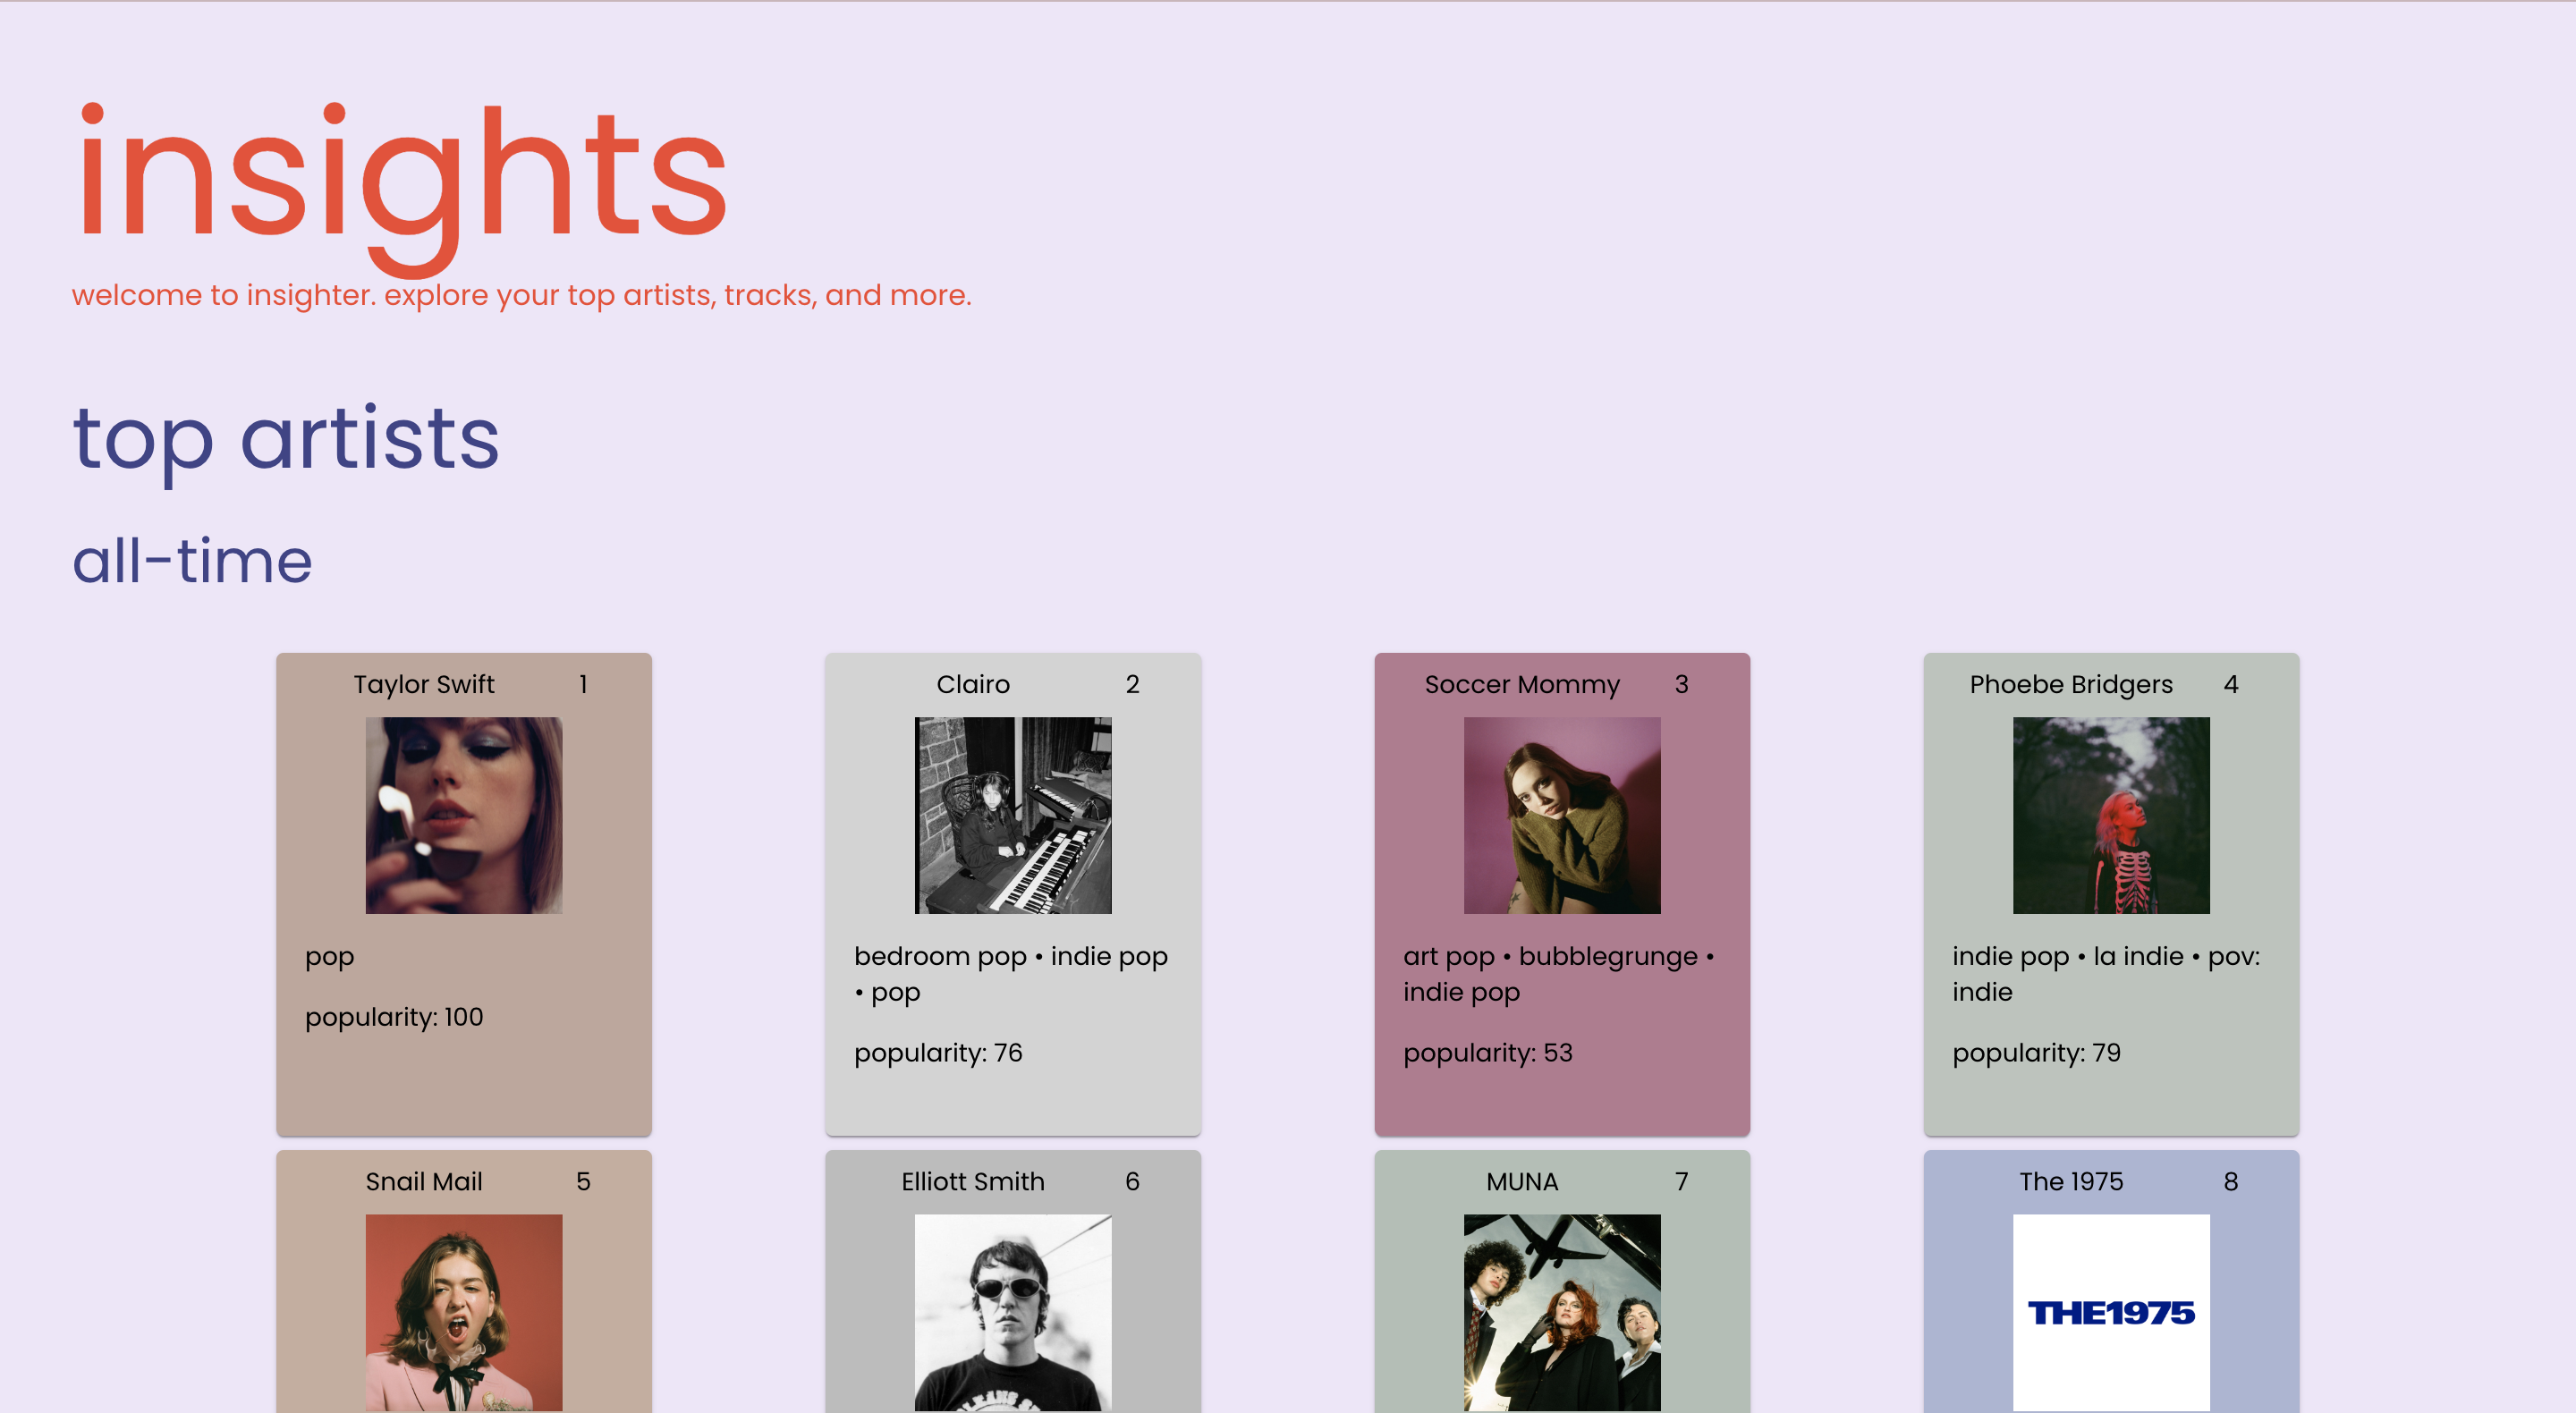 insights
welcome to insighter. explore your top artists, tracks, and more.
top artists
all-time
Taylor Swift 1
pop
popularity: 100
Clairo 2
bedroom pop • indie pop
• pop
popularity: 76
Soccer Mommy 3
art pop • bubblegrunge •
indie pop
popularity: 53
Phoebe Bridgers 4
indie pop • la indie • pov:
indie
popularity: 79
Snail Mail 5
Elliott Smith 6
MUNA 7
The 1975 8
THE1975